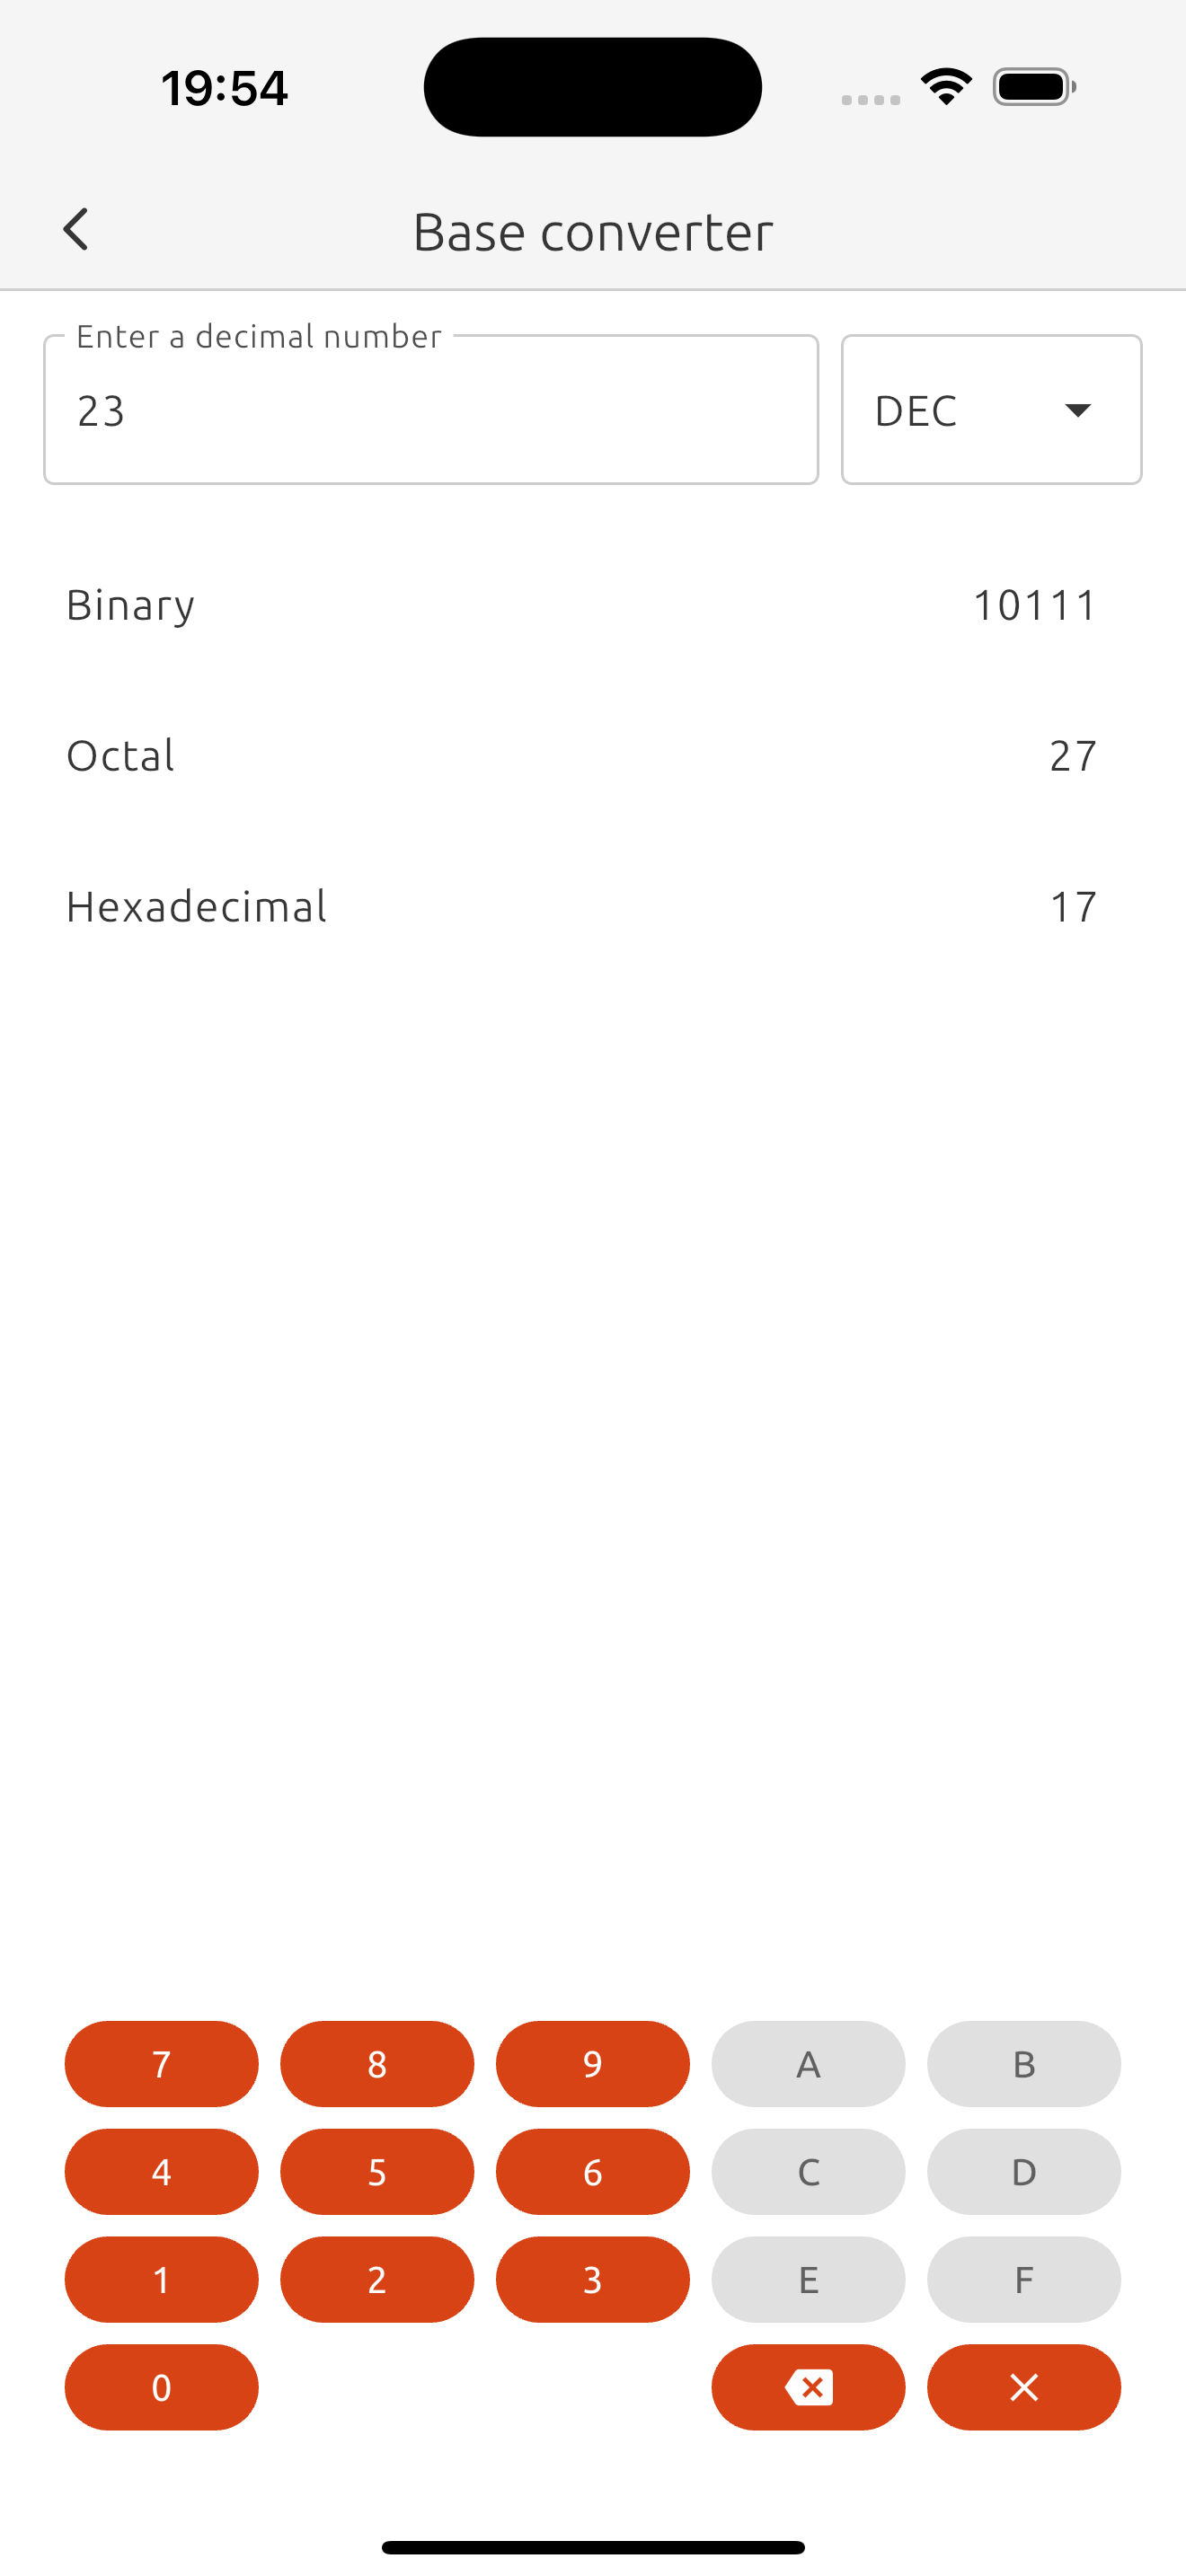 19:54
Base converter
Enter a decimal number
23
DEC
Binary 10111
Octal 27
Hexadecimal 17
7 8 9 A B
4 5 6 C D
1 2 3 E F
0